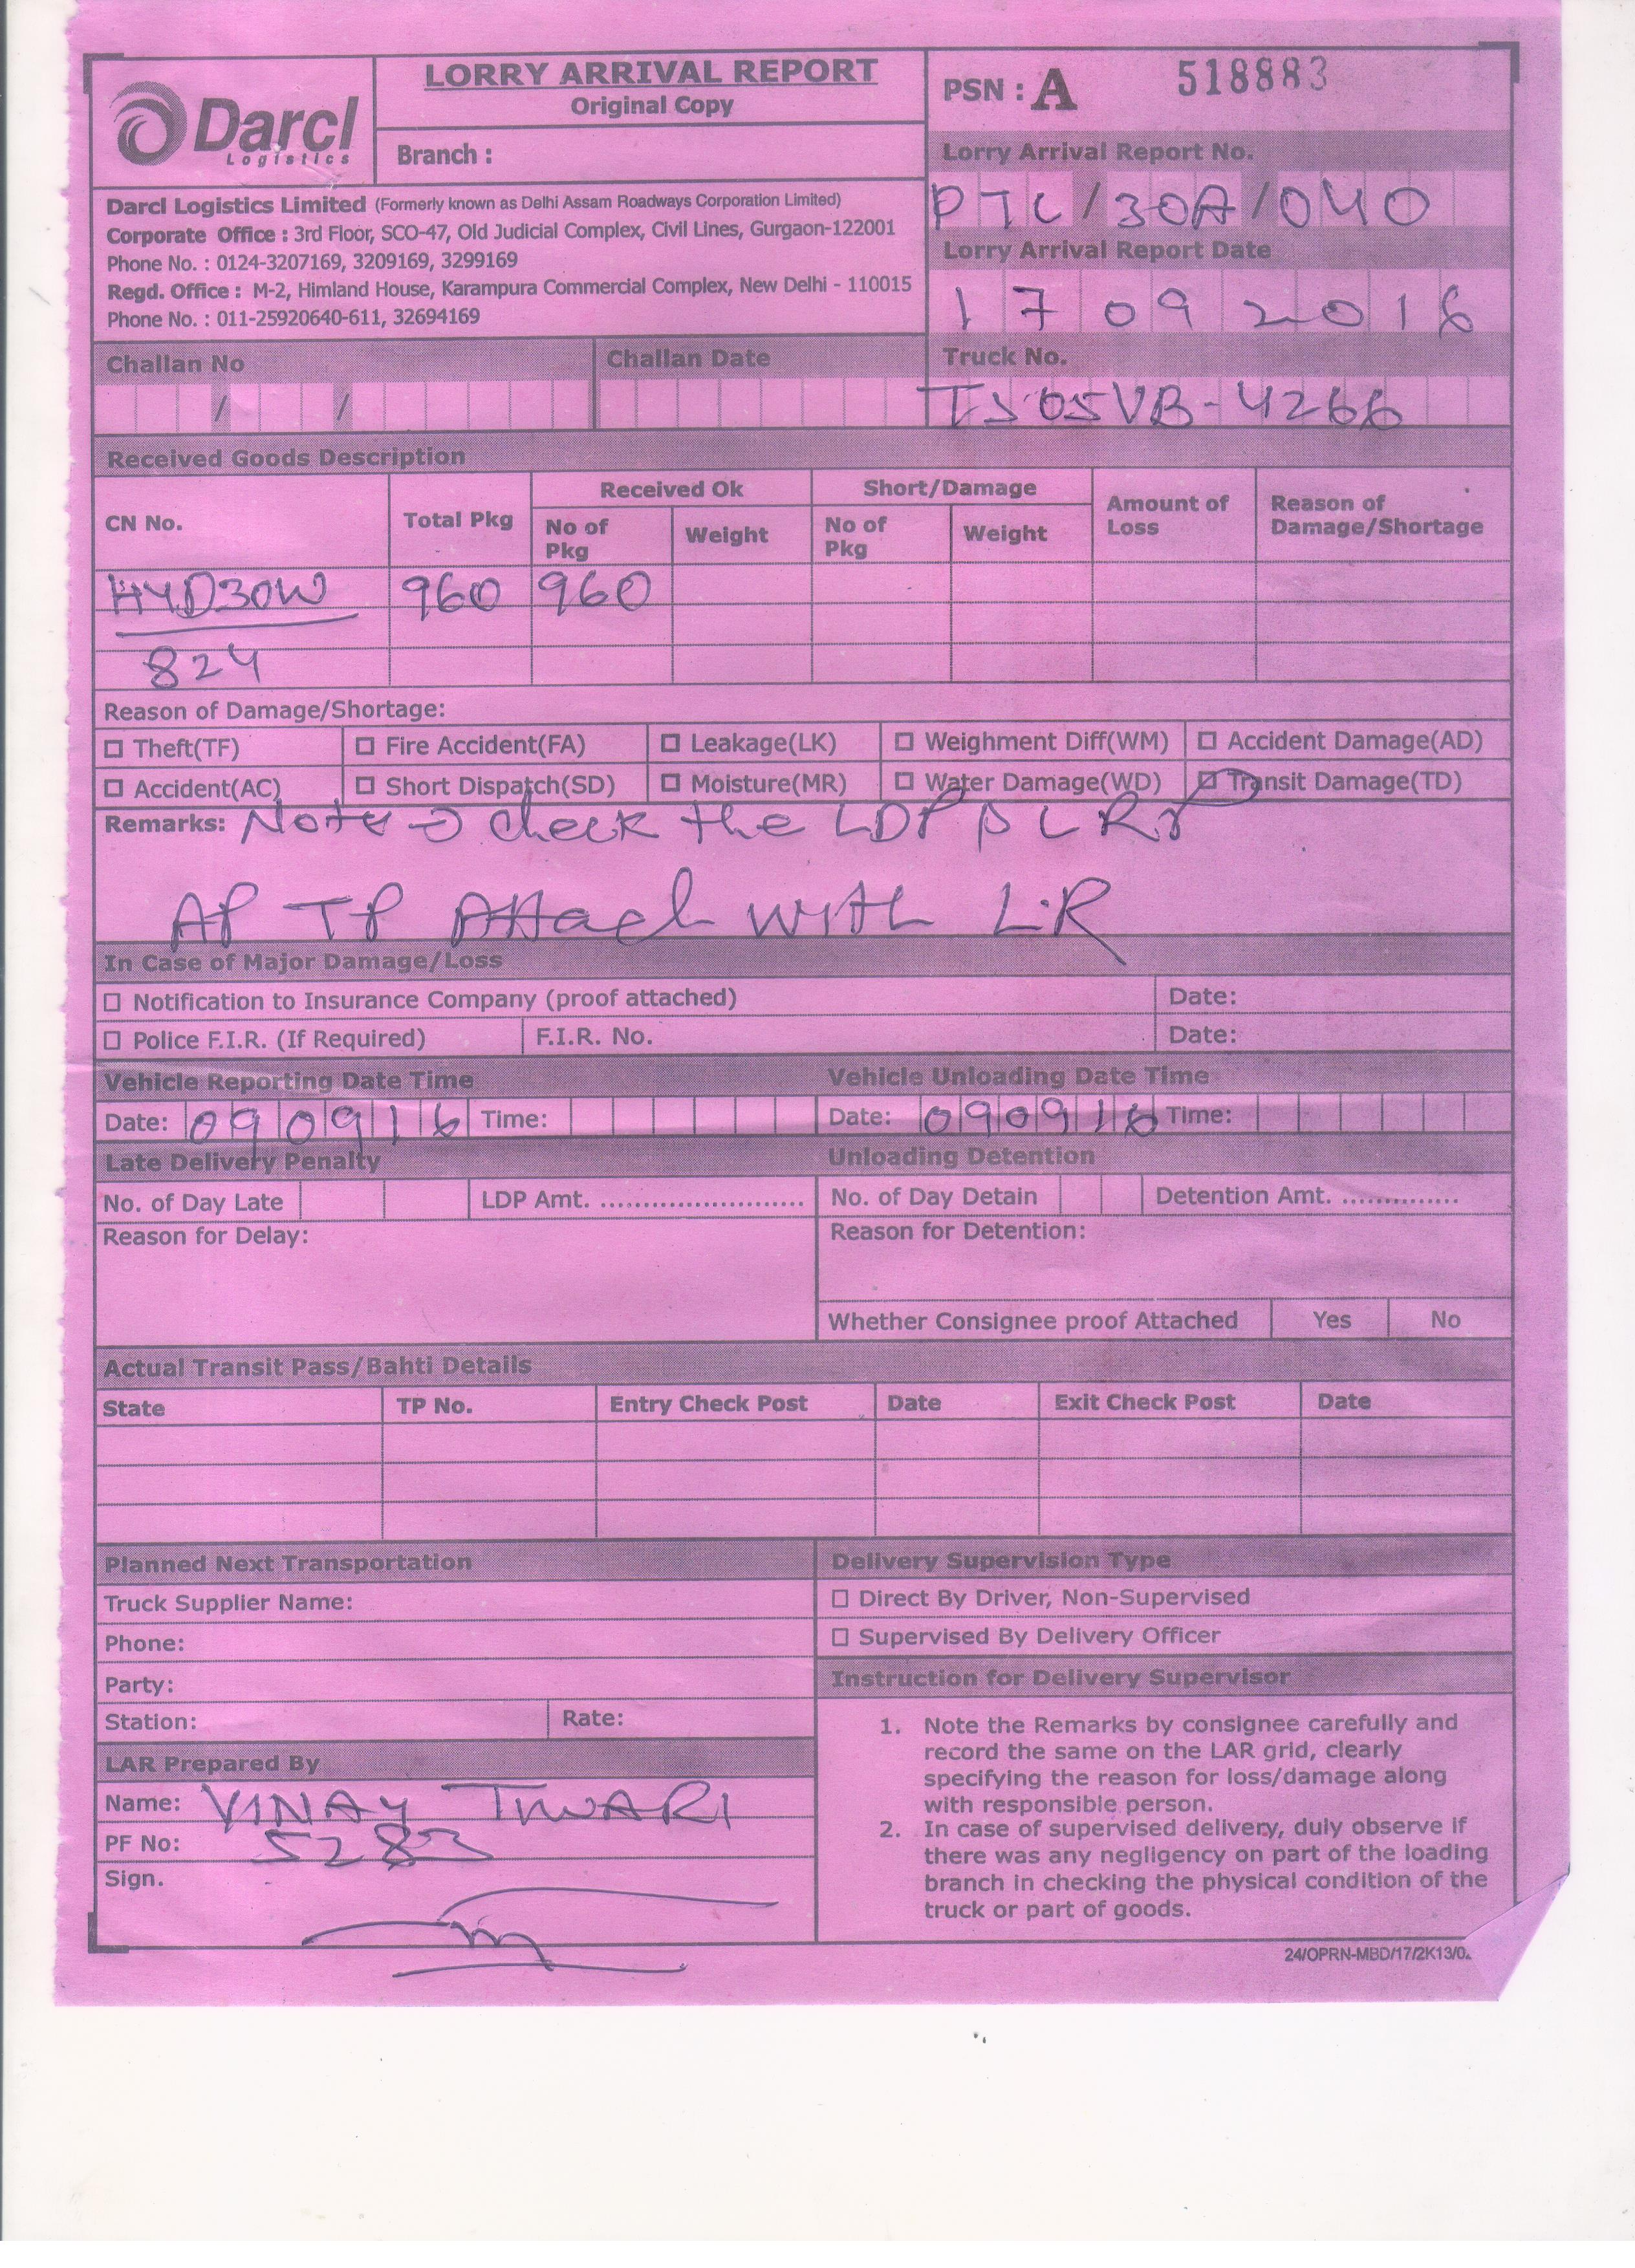 Darcl
Logistics
LORRY ARRIVAL REPORT
Original Copy
Branch :
PSN : A 518883
Lorry Arrival Report No.
PTC/30A/040
Lorry Arrival Report Date
17 09 2016
Darcl Logistics Limited (Formerly known as Delhi Assam Roadways Corporation Limited)
Corporate Office : 3rd Floor, SCO-47, Old Judicial Complex, Civil Lines, Gurgaon-122001
Phone No. : 0124-3207169, 3209169, 3299169
Regd. Office : M-2, Himland House, Karampura Commercial Complex, New Delhi - 110015
Phone No. : 011-25920640-611, 32694169
Challan No Challan Date Truck No.
/ / TS05VB-4266
Received Goods Description
CN No. Total Pkg Received Ok Short/Damage Amount of Loss Reason of Damage/Shortage
No of Pkg Weight No of Pkg Weight
HYD30W 960 960
824
Reason of Damage/Shortage:
Theft(TF) Fire Accident(FA) Leakage(LK) Weighment Diff(WM) Accident Damage(AD)
Accident(AC) Short Dispatch(SD) Moisture(MR) Water Damage(WD) Transit Damage(TD)
Remarks: Note → check the LDP
AP TP Attach with L.R
In Case of Major Damage/Loss
Notification to Insurance Company (proof attached) Date:
Police F.I.R. (If Required) F.I.R. No. Date:
Vehicle Reporting Date Time Vehicle Unloading Date Time
Date: 090916 Time: Date: 090916 Time:
Late Delivery Penalty Unloading Detention
No. of Day Late LDP Amt. ........................ No. of Day Detain Detention Amt. ..............
Reason for Delay: Reason for Detention:
Whether Consignee proof Attached Yes No
Actual Transit Pass/Bahti Details
State TP No. Entry Check Post Date Exit Check Post Date
Planned Next Transportation Delivery Supervision Type
Truck Supplier Name: Direct By Driver, Non-Supervised
Phone: Supervised By Delivery Officer
Party: Instruction for Delivery Supervisor
Station: Rate:
1. Note the Remarks by consignee carefully and
record the same on the LAR grid, clearly
specifying the reason for loss/damage along
with responsible person.
2. In case of supervised delivery, duly observe if
there was any negligency on part of the loading
branch in checking the physical condition of the
truck or part of goods.
LAR Prepared By
Name: VINAY TIWARI
PF No: 5283
Sign.
24/OPRN-MBD/17/2K13/0